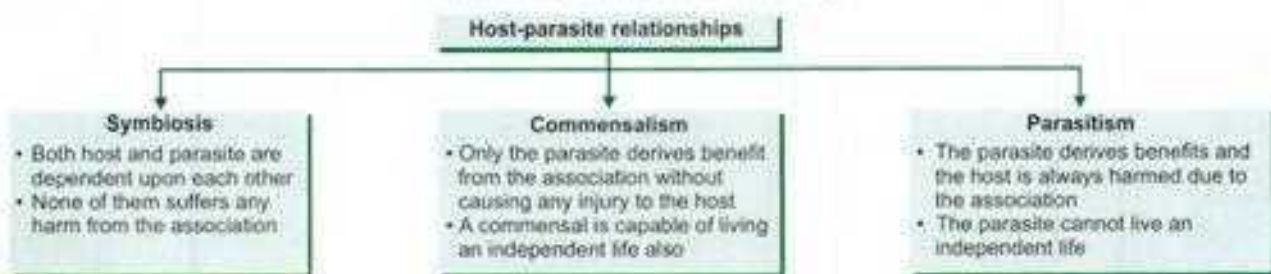 Host-parasite relationships
Symbiosis
• Both host and parasite are
dependent upon each other
• None of them suffers any
harm from the association
Commensalism
• Only the parasite derives benefit
from the association without
causing any injury to the host
• A commensal is capable of living
an independent life also
Parasitism
• The parasite derives benefits and
the host is always harmed due to
the association
• The parasite cannot live an
independent life